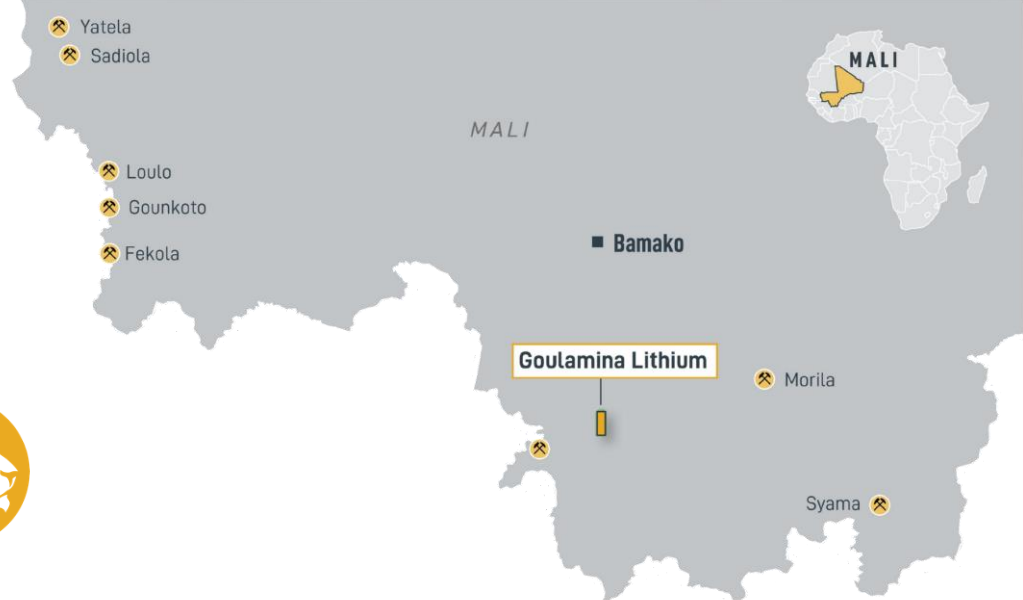 Yatela
Sadiola
MALI
MALI
Loulo
Gounkoto
Bamako
Fekola
Goulamina Lithium
Morila
Syama